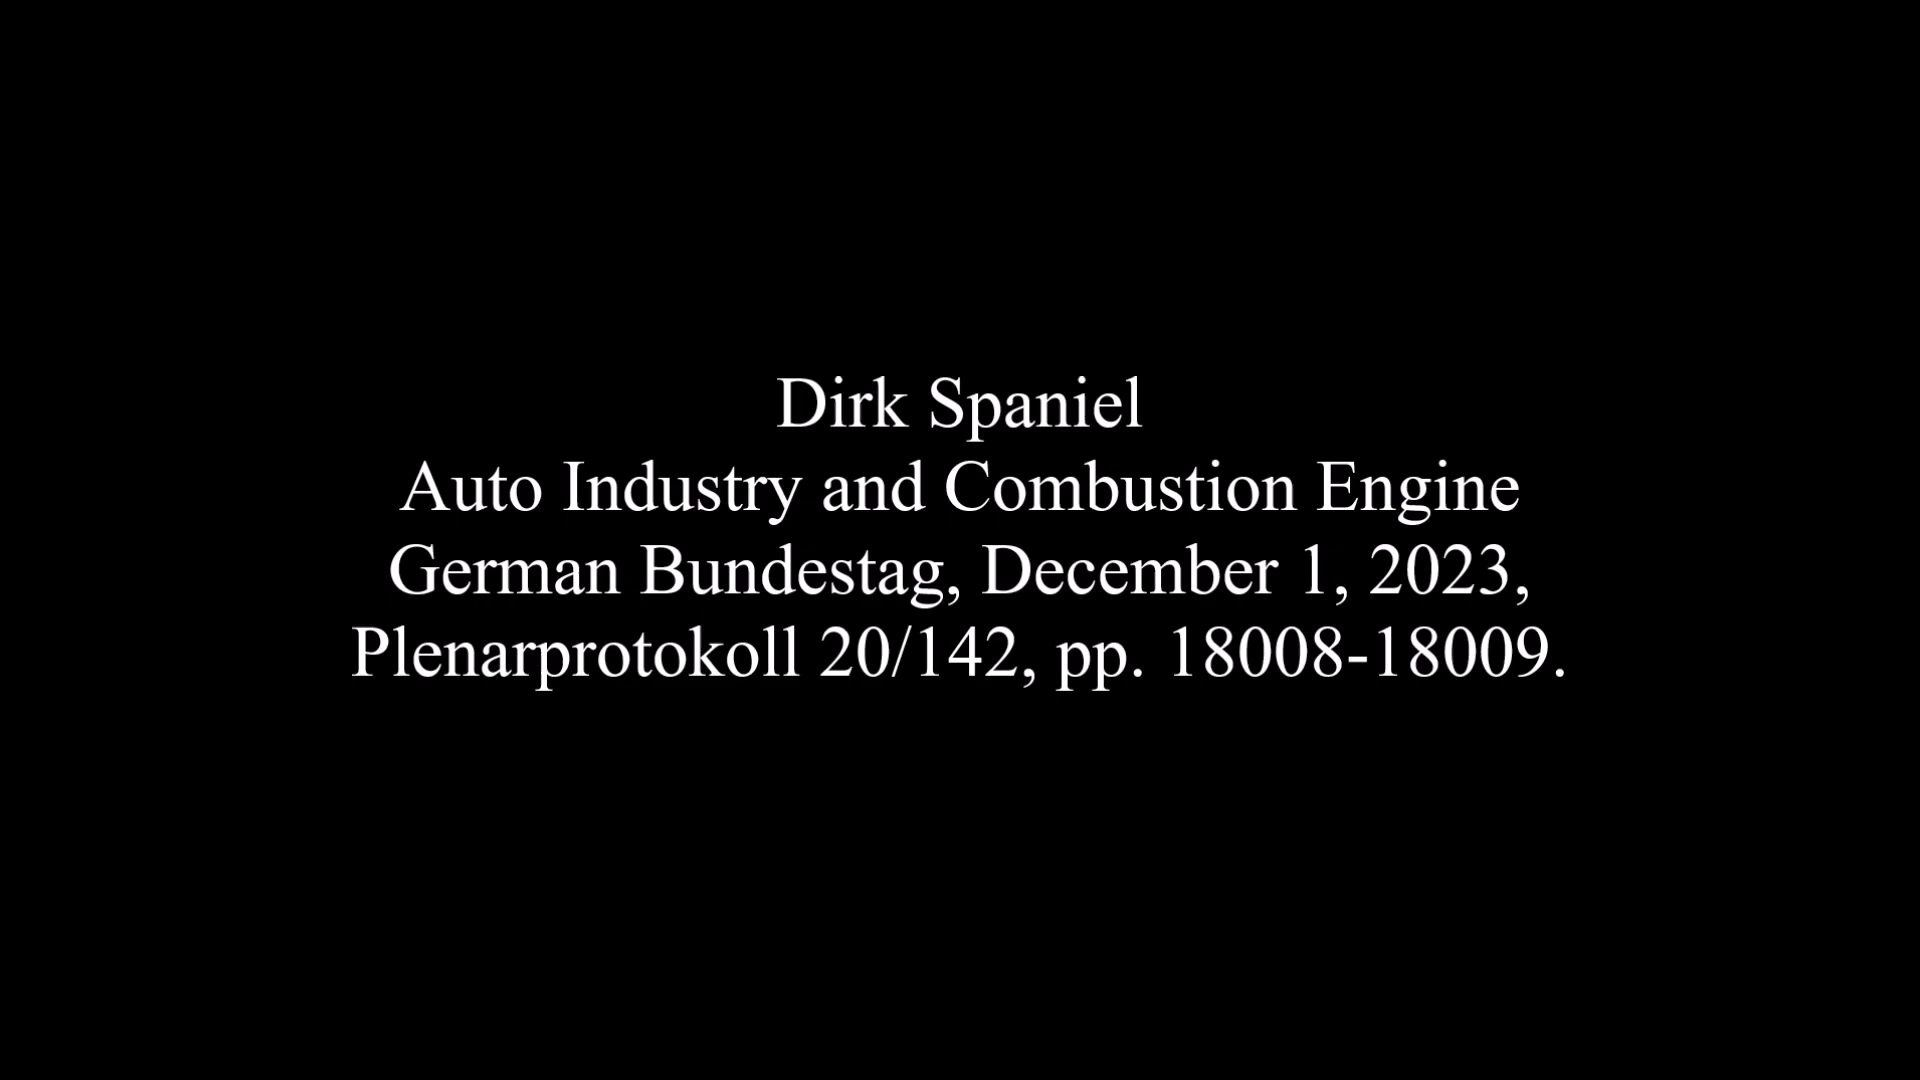 Dirk Spaniel
Auto Industry and Combustion Engine
German Bundestag, December 1, 2023,
Plenarprotokoll 20/142, pp. 18008-18009.